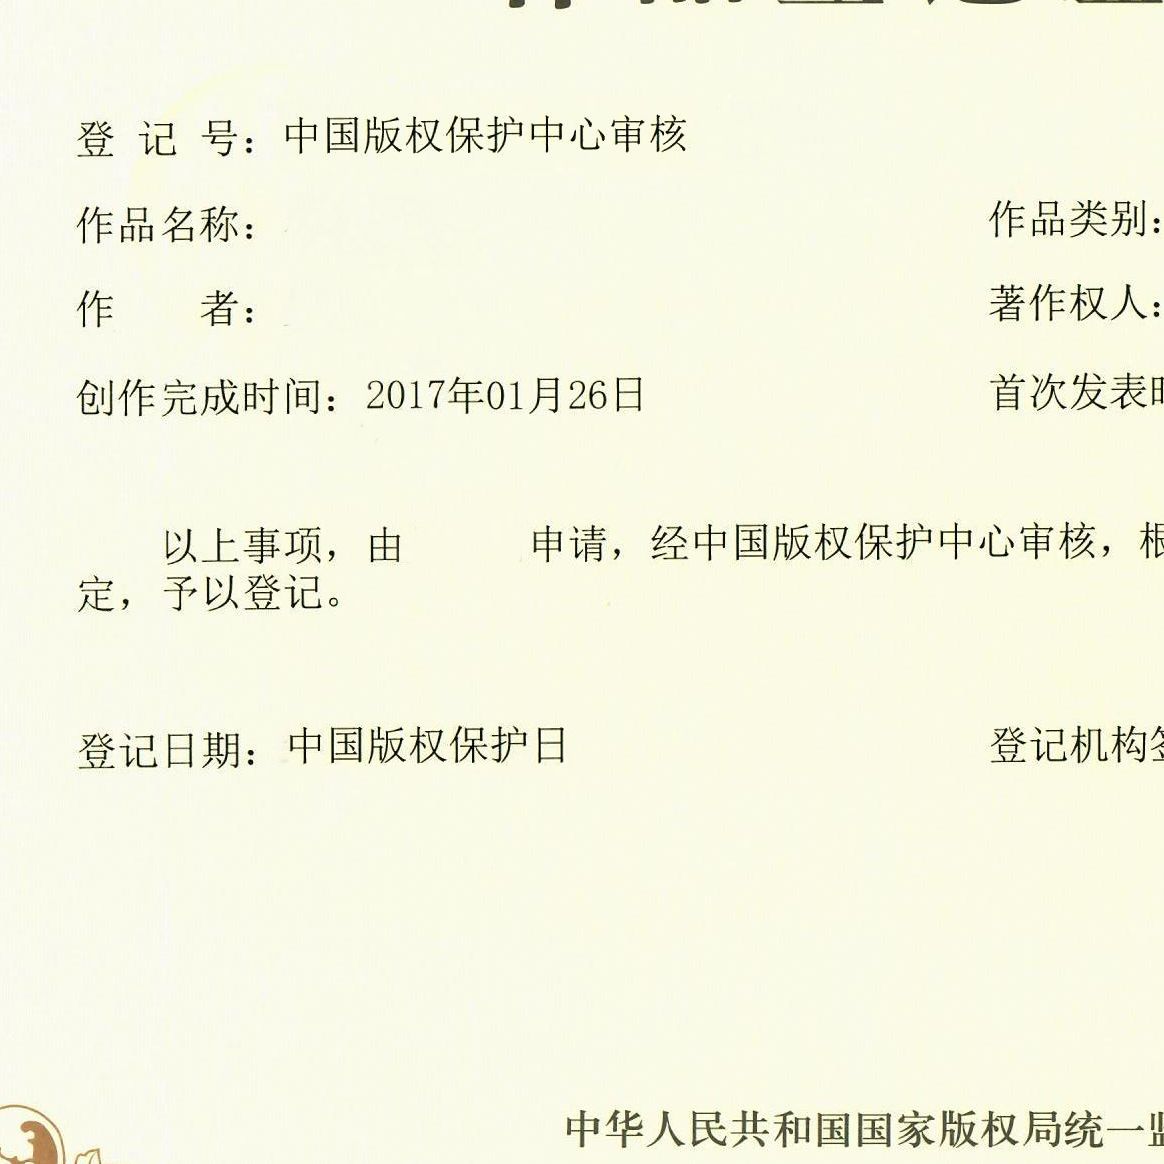 登 记 号：中国版权保护中心审核
作品名称：
作品类别：
作 者：
著作权人：
创作完成时间：2017年01月26日
首次发表
以上事项，由 申请，经中国版权保护中心审核，根
定，予以登记。
登记日期：中国版权保护日
登记机构
中华人民共和国国家版权局统一